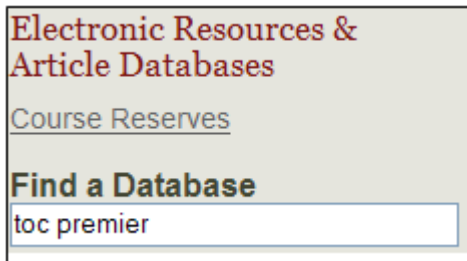 Electronic Resources &
Article Databases
Course Reserves
Find a Database
toc premier